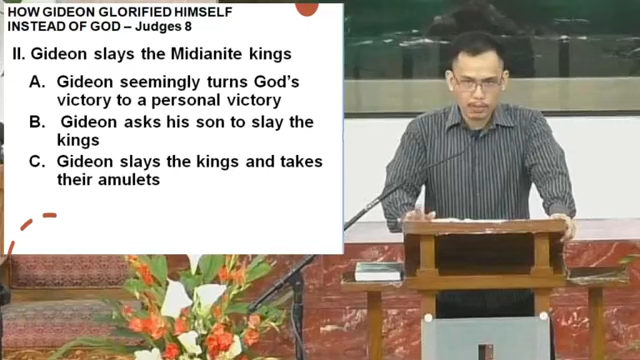 HOW GIDEON GLORIFIED HIMSELF
INSTEAD OF GOD – Judges 8
II. Gideon slays the Midianite kings
A. Gideon seemingly turns God's
victory to a personal victory
B. Gideon asks his son to slay the
kings
C. Gideon slays the kings and takes
their amulets